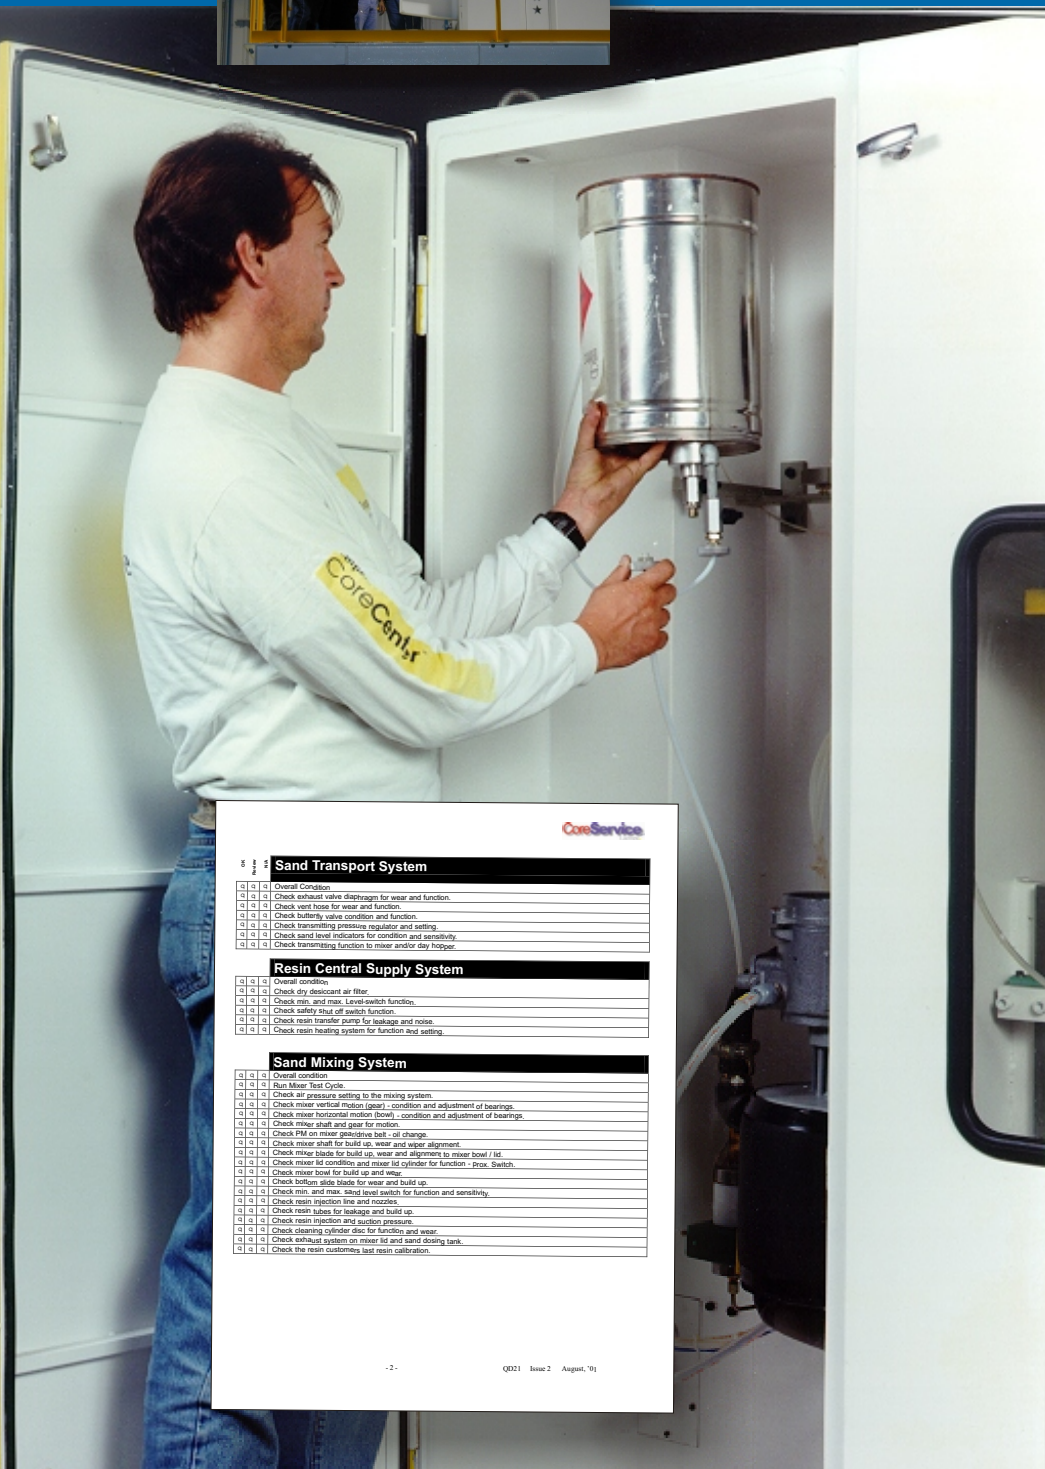 CoreCenter
CoreService
OK
Review
N/A
Sand Transport System
q q q Overall Condition
q q q Check exhaust valve diaphragm for wear and function.
q q q Check vent hose for wear and function.
q q q Check butterfly valve condition and function.
q q q Check transmitting pressure regulator and setting.
q q q Check sand level indicators for condition and sensitivity.
q q q Check transmitting function to mixer and/or day hopper.
Resin Central Supply System
q q q Overall condition
q q q Check dry desiccant air filter.
q q q Check min. and max. Level-switch function.
q q q Check safety shut off switch function.
q q q Check resin transfer pump for leakage and noise.
q q q Check resin heating system for function and setting.
Sand Mixing System
q q q Overall condition
q q q Run Mixer Test Cycle.
q q q Check air pressure setting to the mixing system.
q q q Check mixer vertical motion (gear) - condition and adjustment of bearings.
q q q Check mixer horizontal motion (bowl) - condition and adjustment of bearings.
q q q Check mixer shaft and gear for motion.
q q q Check PM on mixer gear/drive belt - oil change.
q q q Check mixer shaft for build up, wear and wiper alignment.
q q q Check mixer blade for build up, wear and alignment to mixer bowl / lid.
q q q Check mixer lid condition and mixer lid cylinder for function - prox. Switch.
q q q Check mixer bowl for build up and wear.
q q q Check bottom slide blade for wear and build up.
q q q Check min. and max. sand level switch for function and sensitivity.
q q q Check resin injection line and nozzles.
q q q Check resin tubes for leakage and build up.
q q q Check resin injection and suction pressure.
q q q Check cleaning cylinder disc for function and wear.
q q q Check exhaust system on mixer lid and sand dosing tank.
q q q Check the resin customers last resin calibration.
- 2 - QD21 Issue 2 August, '01